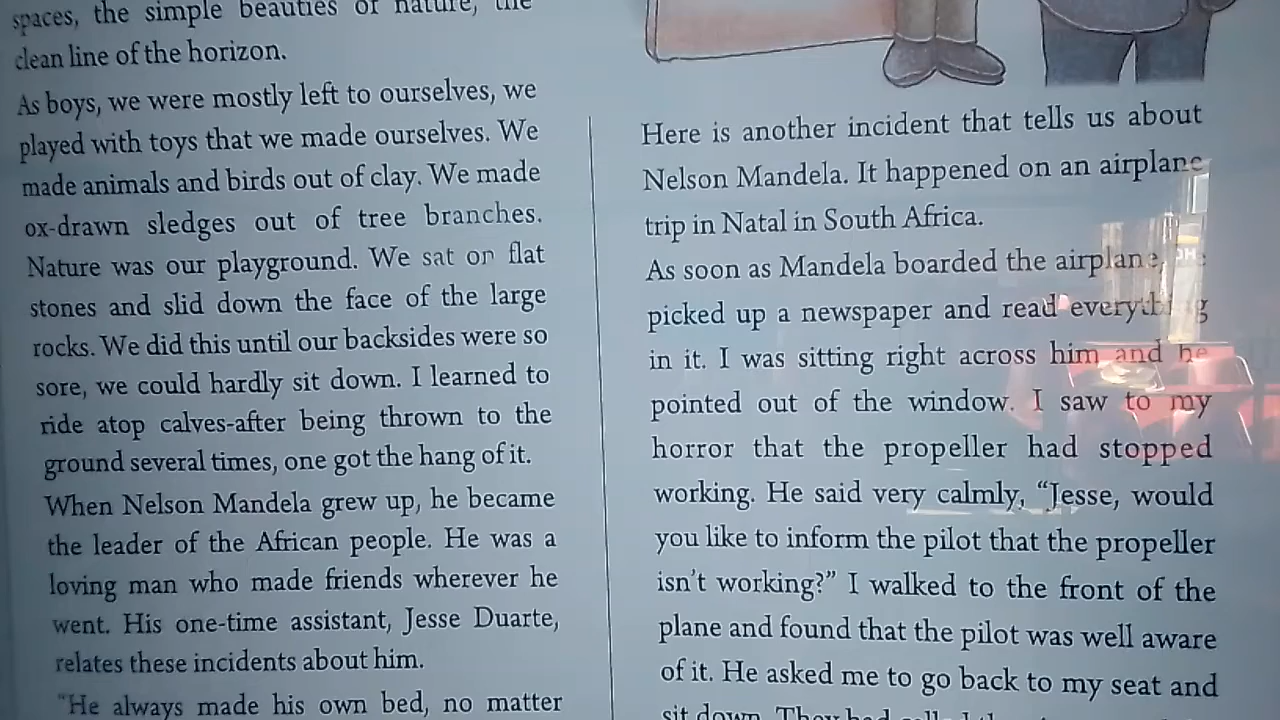 spaces, the simple beauties of nature, the
clean line of the horizon.
As boys, we were mostly left to ourselves, we
played with toys that we made ourselves. We
made animals and birds out of clay. We made
ox-drawn sledges out of tree branches.
Nature was our playground. We sat on flat
stones and slid down the face of the large
rocks. We did this until our backsides were so
sore, we could hardly sit down. I learned to
ride atop calves-after being thrown to the
ground several times, one got the hang of it.
When Nelson Mandela grew up, he became
the leader of the African people. He was a
loving man who made friends wherever he
went. His one-time assistant, Jesse Duarte,
relates these incidents about him.
"He always made his own bed, no matter
Here is another incident that tells us about
Nelson Mandela. It happened on an airplane
trip in Natal in South Africa.
As soon as Mandela boarded the airplane,
picked up a newspaper and read everything
in it. I was sitting right across him and he
pointed out of the window. I saw to my
horror that the propeller had stopped
working. He said very calmly, “Jesse, would
you like to inform the pilot that the propeller
isn't working?” I walked to the front of the
plane and found that the pilot was well aware
of it. He asked me to go back to my seat and
sit down. They had